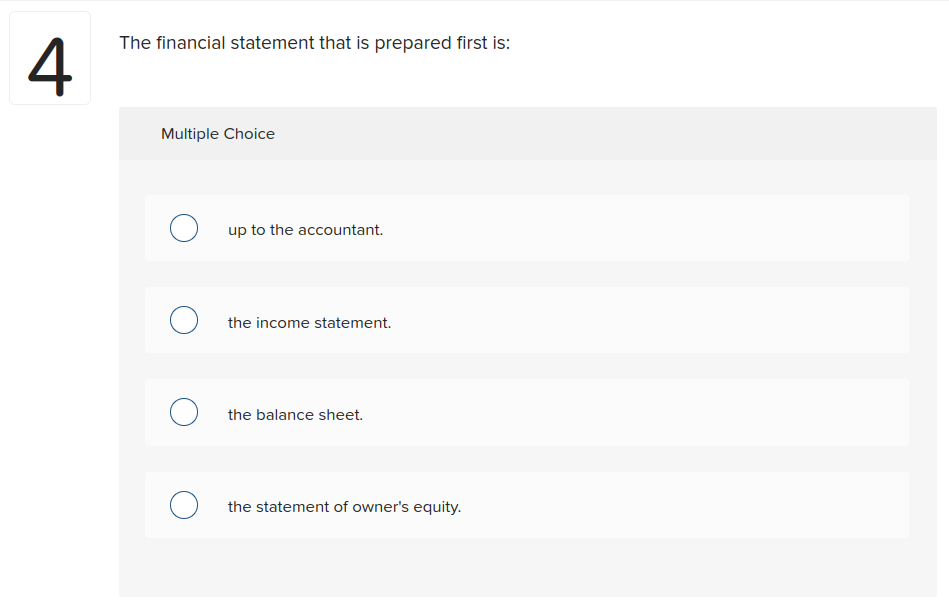 4
The financial statement that is prepared first is:
Multiple Choice
up to the accountant.
the income statement.
the balance sheet.
the statement of owner's equity.